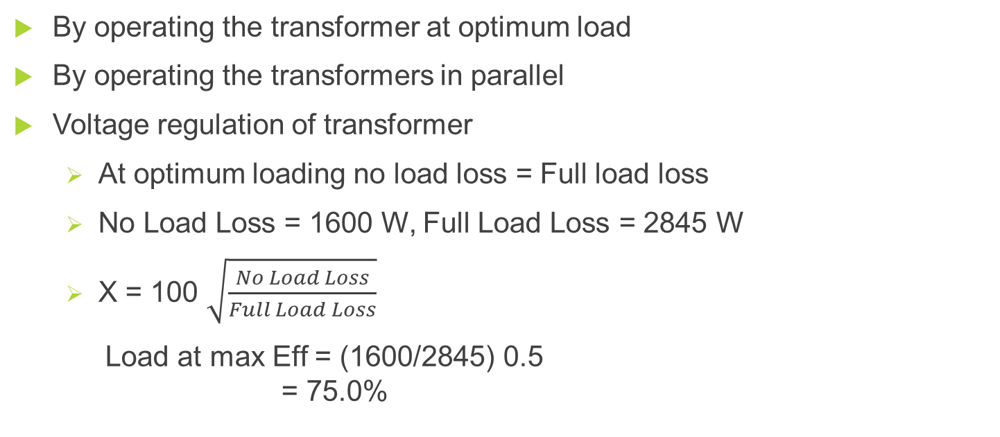 By operating the transformer at optimum load
By operating the transformers in parallel
Voltage regulation of transformer
At optimum loading no load loss = Full load loss
No Load Loss = 1600 W, Full Load Loss = 2845 W
X = 100 √(No Load Loss / Full Load Loss)
Load at max Eff = (1600/2845) 0.5
= 75.0%